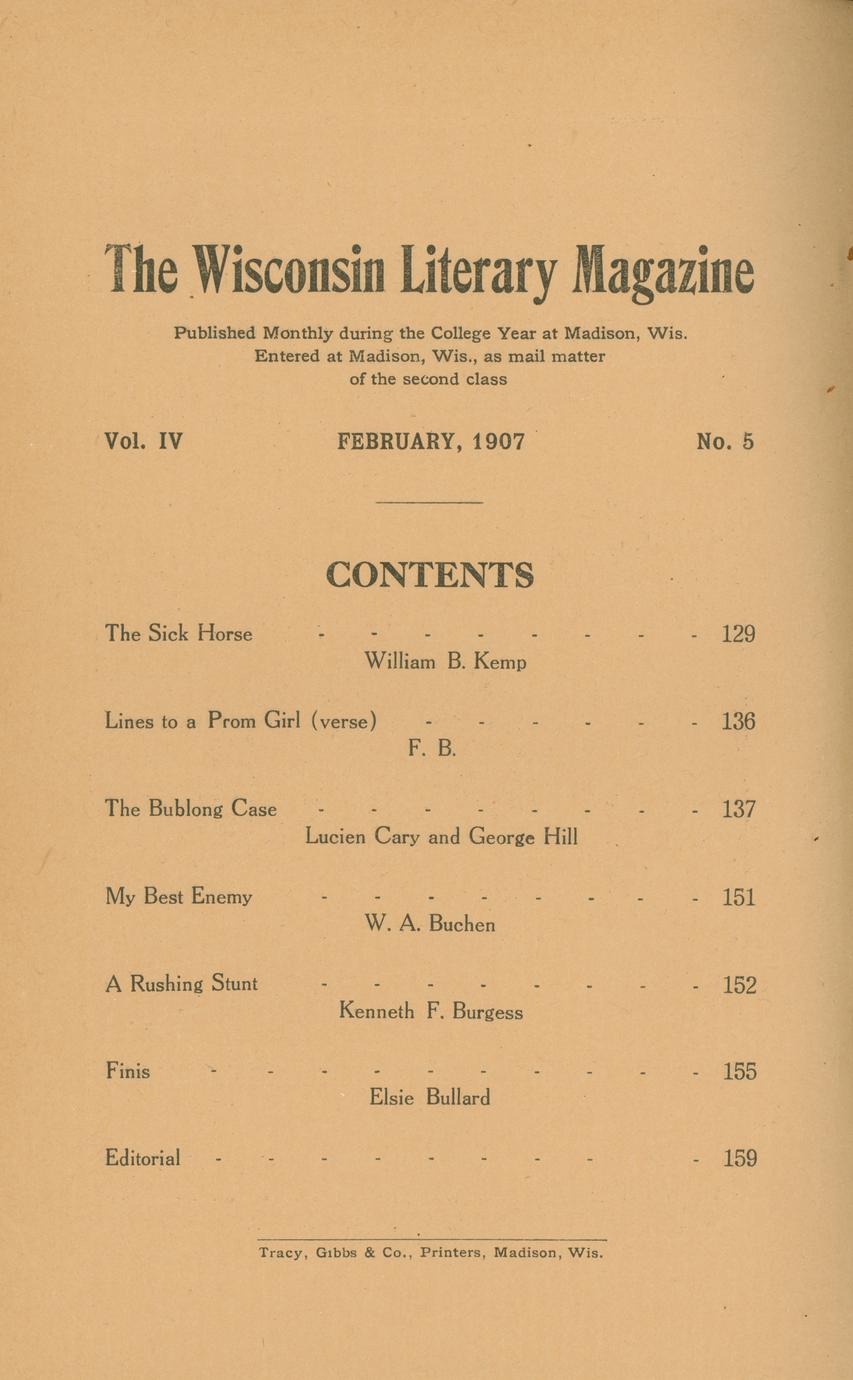 The Wisconsin Literary Magazine
Published Monthly during the College Year at Madison, Wis.
Entered at Madison, Wis., as mail matter
of the second class
Vol. IV FEBRUARY, 1907 No. 5
CONTENTS
The Sick Horse - - - - - - - - 129
William B. Kemp
Lines to a Prom Girl (verse) - - - - - - 136
F. B.
The Bublong Case - - - - - - - - 137
Lucien Cary and George Hill
My Best Enemy - - - - - - - - 151
W. A. Buchen
A Rushing Stunt - - - - - - - - 152
Kenneth F. Burgess
Finis - - - - - - - - - - 155
Elsie Bullard
Editorial - - - - - - - - - 159
Tracy, Gibbs & Co., Printers, Madison, Wis.